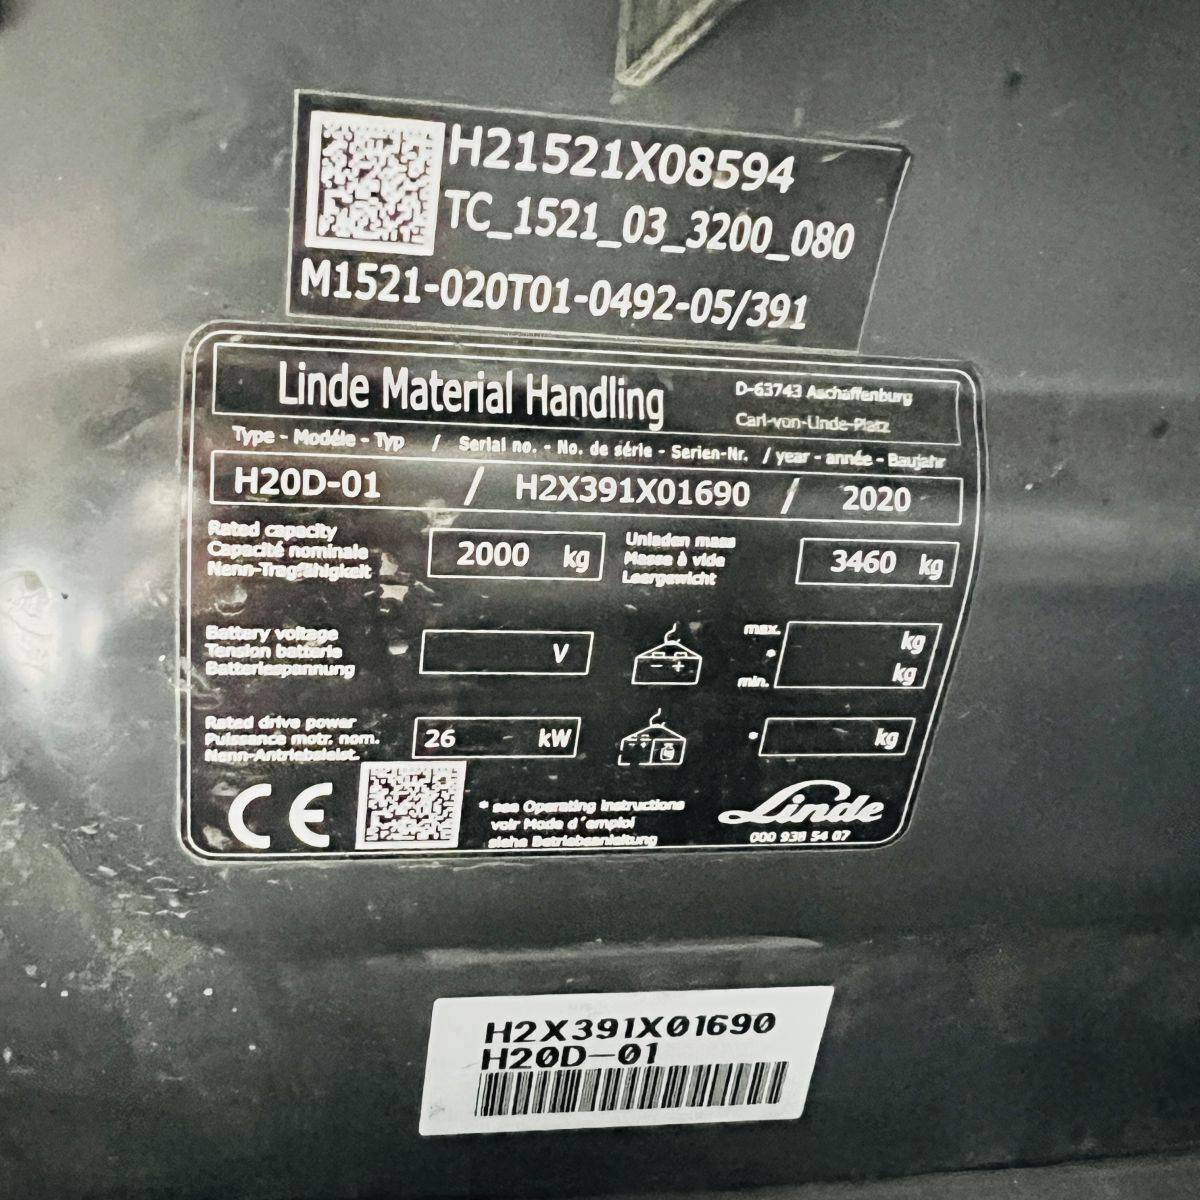 H21521X08594
TC_1521_03_3200_080
M1521-020T01-0492-05/391
Linde Material Handling
D-63743 Aschaffenburg
Carl-von-Linde-Platz
Type - Modéle - Typ / Serial no. - No. de série - Serien-Nr. / year - année - Baujahr
H20D-01 / H2X391X01690 / 2020
Rated capacity
Capacité nominale
Nenn-Tragfähigkeit
2000 kg
Unladen mass
Masse à vide
Leergewicht
3460 kg
Battery voltage
Tension batterie
Batteriespannung
V
- +
max. kg
*
min. kg
Rated drive power
Puissance motr. nom.
Nenn-Antriebsleist.
26 kW
* kg
CE
* see Operating instructions
voir Mode d'emploi
siehe Betriebsanleitung
Linde
000 938 54 07
H2X391X01690
H20D-01